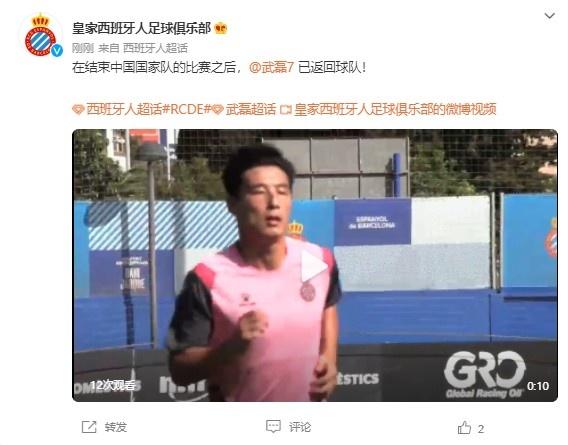 皇家西班牙人足球俱乐部
刚刚 来自 西班牙人超话
在结束中国国家队的比赛之后，@武磊7 已返回球队！
西班牙人超话#RCDE#武磊超话 皇家西班牙人足球俱乐部的微博视频
ESPANYOL
de BARCELONA
DANI
JARQUE
12次观看
DOMESTICS
ESTICS
GRO
Global Racing Oil
0:10
转发
评论
2